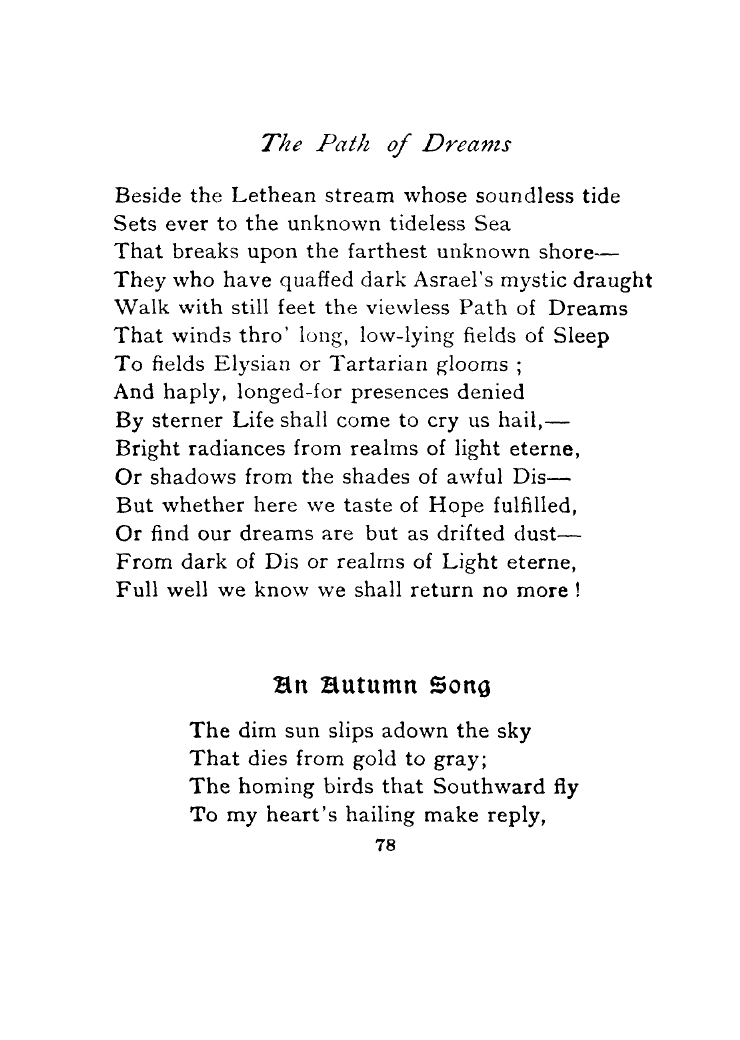 The Path of Dreams
Beside the Lethean stream whose soundless tide
Sets ever to the unknown tideless Sea
That breaks upon the farthest unknown shore—
They who have quaffed dark Asrael's mystic draught
Walk with still feet the viewless Path of Dreams
That winds thro' long, low-lying fields of Sleep
To fields Elysian or Tartarian glooms ;
And haply, longed-for presences denied
By sterner Life shall come to cry us hail,—
Bright radiances from realms of light eterne,
Or shadows from the shades of awful Dis—
But whether here we taste of Hope fulfilled,
Or find our dreams are but as drifted dust—
From dark of Dis or realms of Light eterne,
Full well we know we shall return no more !
An Autumn Song
The dim sun slips adown the sky
That dies from gold to gray;
The homing birds that Southward fly
To my heart's hailing make reply,
78